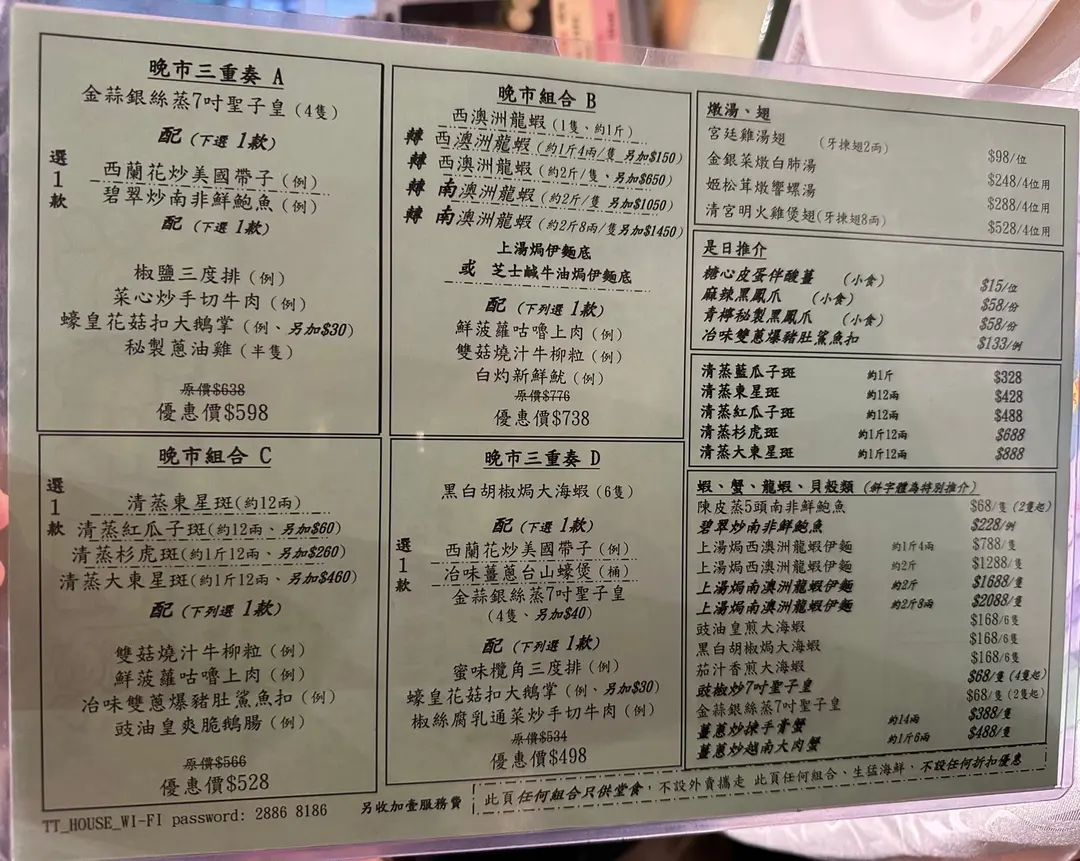 晚市三重奏 A
金蒜銀絲蒸7吋聖子皇 (4隻)
配 (下選 1款)
選1款
西蘭花炒美國帶子 (例)
碧翠炒南非鮮鮑魚 (例)
配 (下選 1款)
椒鹽三度排 (例)
菜心炒手切牛肉 (例)
蠔皇花菇扣大鵝掌 (例、另加$30)
秘製蔥油雞 (半隻)
原價$638
優惠價$598
晚市組合 B
西澳洲龍蝦 (1隻、約1斤)
轉 西澳洲龍蝦 (約1斤4兩/隻 另加$150)
轉 西澳洲龍蝦 (約2斤/隻、另加$650)
轉 南澳洲龍蝦 (約2斤/隻 另加$1050)
轉 南澳洲龍蝦 (約2斤8兩/隻另加$1450)
上湯焗伊麵底
或 芝士鹹牛油焗伊麵底
配 (下列選 1款)
鮮菠蘿咕嚕上肉 (例)
雙菇燒汁牛柳粒 (例)
白灼新鮮魷 (例)
原價$776
優惠價$738
晚市組合 C
選1款
清蒸東星斑(約12兩)
清蒸紅瓜子斑(約12兩、另加$60)
清蒸杉虎斑(約1斤12兩、另加$260)
清蒸大東星斑(約1斤12兩、另加$460)
配 (下列選 1款)
雙菇燒汁牛柳粒 (例)
鮮菠蘿咕嚕上肉 (例)
冶味雙蔥爆豬肚鯊魚扣 (例)
豉油皇爽脆鵝腸 (例)
原價$566
優惠價$528
晚市三重奏 D
黑白胡椒焗大海蝦 (6隻)
配 (下選 1款)
選1款
西蘭花炒美國帶子 (例)
冶味薑蔥台山蠔煲 (桶)
金蒜銀絲蒸7吋聖子皇
(4隻、另加$40)
配 (下列選 1款)
蜜味欖角三度排 (例)
蠔皇花菇扣大鵝掌 (例、另加$30)
椒絲腐乳通菜炒手切牛肉 (例)
原價$534
優惠價$498
燉湯、翅
宮廷雞湯翅 (牙揀翅2兩) $98/位
金銀菜燉白肺湯 $248/4位用
姬松茸燉響螺湯 $288/4位用
清宮明火雞煲翅(牙揀翅8兩) $528/4位用
是日推介
糖心皮蛋伴酸薑 (小食) $15/位
麻辣黑鳳爪 (小食) $58/份
青檸秘製黑鳳爪 (小食) $58/份
冶味雙蔥爆豬肚鯊魚扣 $133/例
清蒸藍瓜子斑 約1斤 $328
清蒸東星斑 約12兩 $428
清蒸紅瓜子斑 約12兩 $488
清蒸杉虎斑 約1斤12兩 $688
清蒸大東星斑 約1斤12兩 $888
蝦、蟹、龍蝦、貝殼類 (斜字體為特別推介)
陳皮蒸5頭南非鮮鮑魚 $68/隻 (2隻起)
碧翠炒南非鮮鮑魚 $228/例
上湯焗西澳洲龍蝦伊麵 約1斤4兩 $788/隻
上湯焗西澳洲龍蝦伊麵 約2斤 $1288/隻
上湯焗南澳洲龍蝦伊麵 約2斤 $1688/隻
上湯焗南澳洲龍蝦伊麵 約2斤8兩 $2088/隻
豉油皇煎大海蝦 $168/6隻
黑白胡椒焗大海蝦 $168/6隻
茄汁香煎大海蝦 $168/6隻
豉椒炒7吋聖子皇 $68/隻 (4隻起)
金蒜銀絲蒸7吋聖子皇 $68/隻 (2隻起)
薑蔥炒揀手膏蟹 約14兩 $388/隻
薑蔥炒越南大肉蟹 約1斤6兩 $488/隻
TT_HOUSE_WI-FI password: 2886 8186
另收加壹服務費
此頁任何組合只供堂食，不設外賣攜走 此頁任何組合、生猛海鮮，不設任何折扣優惠